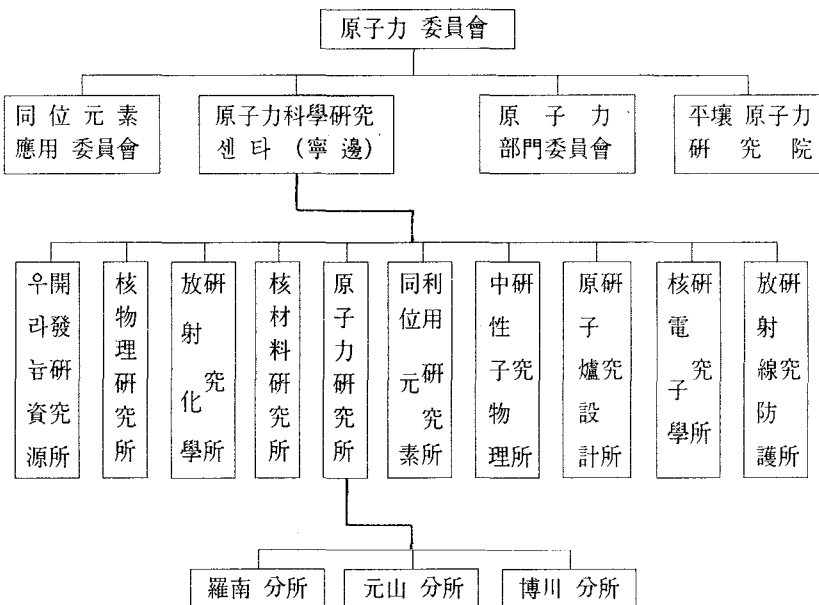 原子力 委員會
同位元素
應用 委員會
原子力科學硏究
센타 (寧邊)
原子力
部門委員會
平壤 原子力
硏究院
우라늄資源
開發硏究所
核物理硏究所
放射化學
硏究所
核材料硏究所
原子力硏究所
同位元素
利用硏究所
中性子物理
硏究所
原子爐設計
硏究所
核電子學
硏究所
放射線防護
硏究所
羅南 分所
元山 分所
博川 分所